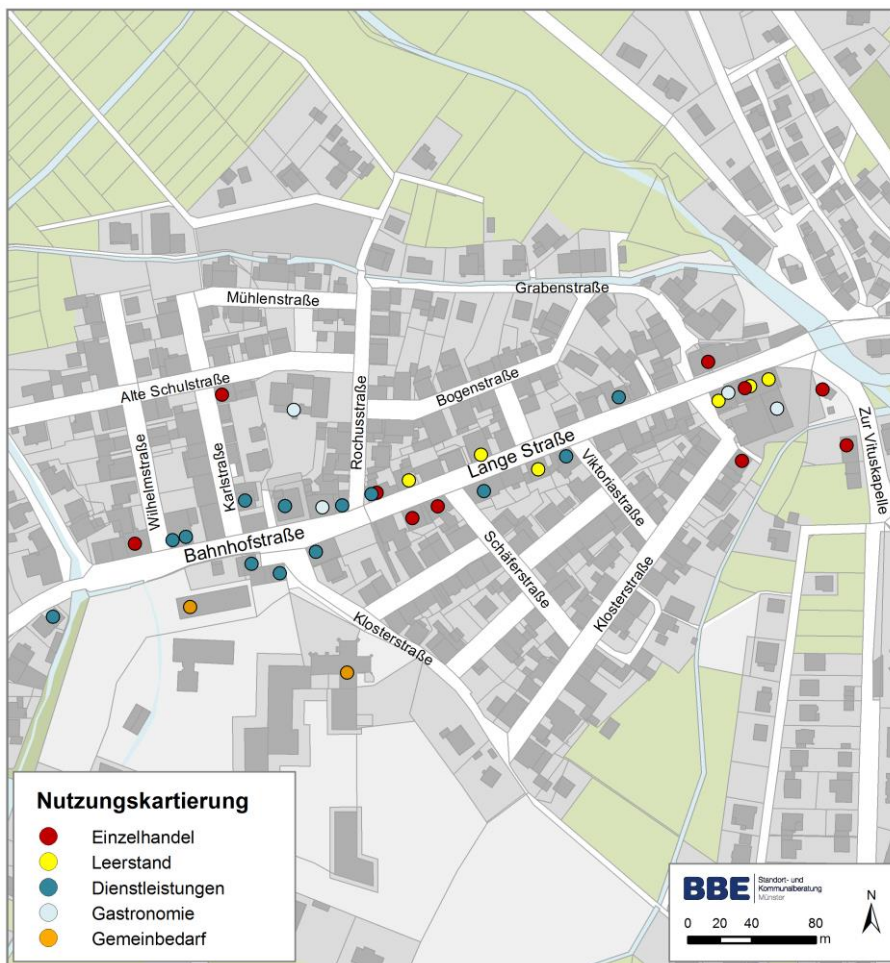 Mühlenstraße
Grabenstraße
Alte Schulstraße
Bogenstraße
Rochusstraße
Wilhelmstraße
Karlstraße
Lange Straße
Viktoriastraße
Zur Vituskapelle
Bahnhofstraße
Schäferstraße
Klosterstraße
Klosterstraße
Nutzungskartierung
Einzelhandel
Leerstand
Dienstleistungen
Gastronomie
Gemeinbedarf
BBE Standort- und
Kommunalberatung
Münster
N
0 20 40 80
m